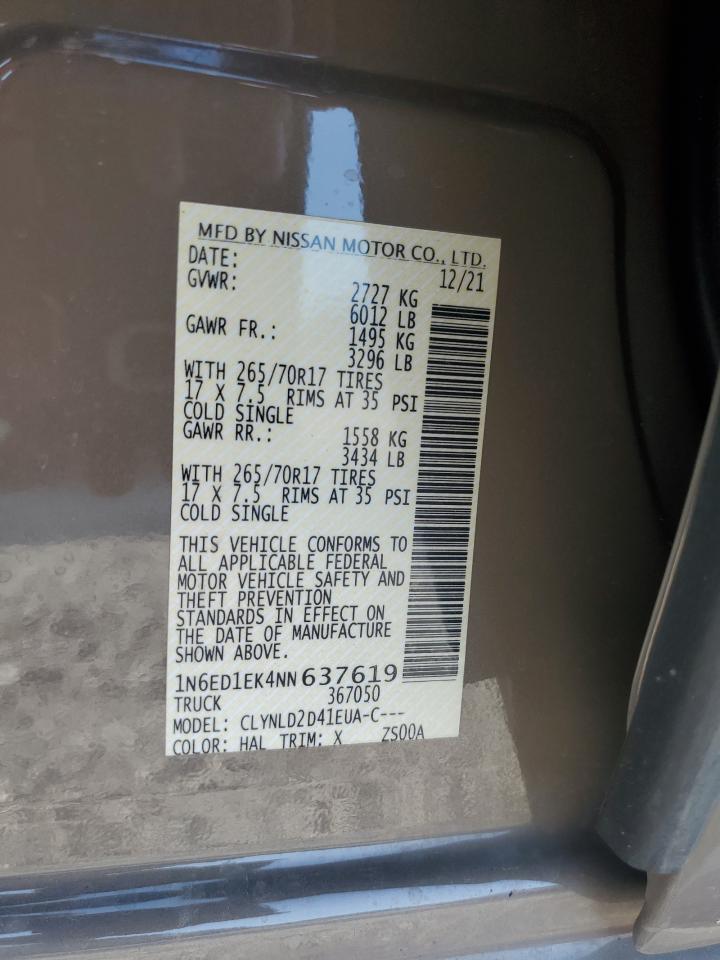 MFD BY NISSAN MOTOR CO., LTD.
DATE: 12/21
GVWR: 2727 KG
6012 LB
GAWR FR.: 1495 KG
3296 LB
WITH 265/70R17 TIRES
17 X 7.5 RIMS AT 35 PSI
COLD SINGLE
GAWR RR.: 1558 KG
3434 LB
WITH 265/70R17 TIRES
17 X 7.5 RIMS AT 35 PSI
COLD SINGLE
THIS VEHICLE CONFORMS TO
ALL APPLICABLE FEDERAL
MOTOR VEHICLE SAFETY AND
THEFT PREVENTION
STANDARDS IN EFFECT ON
THE DATE OF MANUFACTURE
SHOWN ABOVE.
1N6ED1EK4NN637619
TRUCK 367050
MODEL: CLYNLD2D41EUA-C---
COLOR: HAL TRIM: X ZS00A